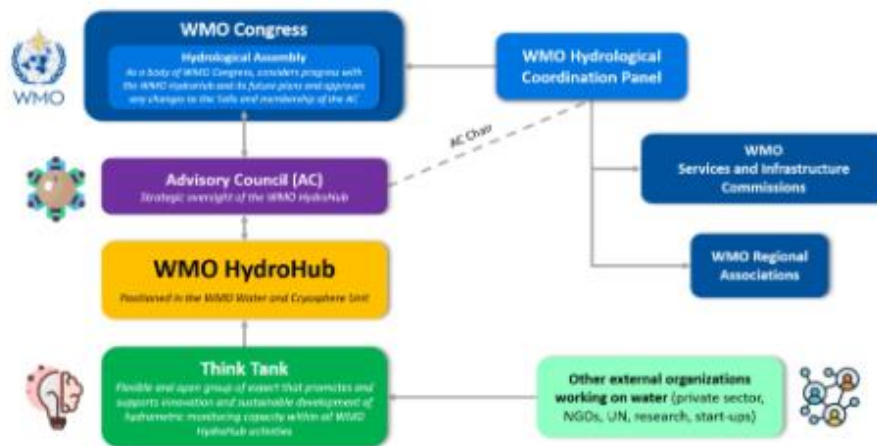 WMO Congress
Hydrological Assembly
As a body of WMO Congress, considers progress with
the WMO HydroHub and its future plans and approves
any changes to the ToRs and membership of the AC
WMO
WMO Hydrological
Coordination Panel
AC Chair
Advisory Council (AC)
Strategic oversight of the WMO HydroHub
WMO
Services and Infrastructure
Commissions
WMO HydroHub
Positioned in the WMO Water and Cryosphere Unit
WMO Regional
Associations
Think Tank
Flexible and open group of expert that promotes and
supports innovation and sustainable development of
hydrometric monitoring capacity within all WMO
HydroHub activities
Other external organizations
working on water (private sector,
NGOs, UN, research, start-ups)